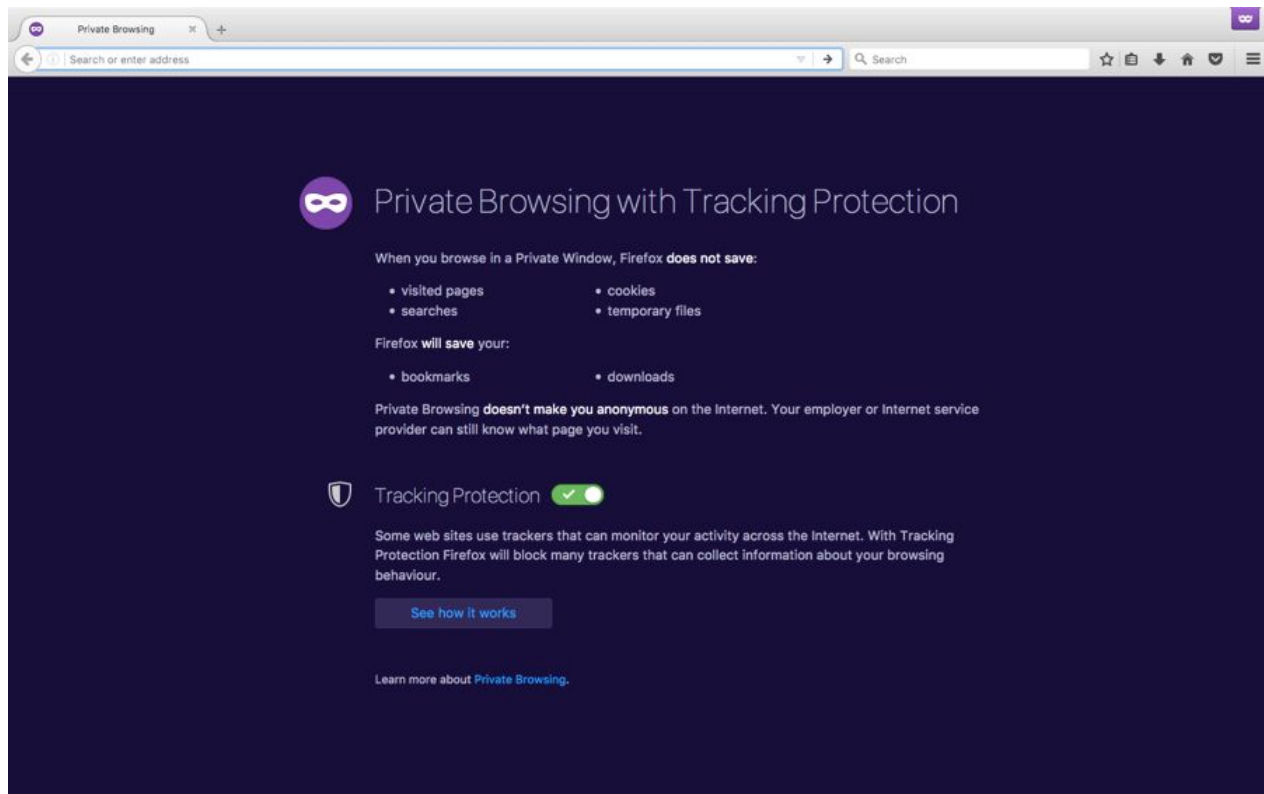 Private Browsing
Search or enter address
Search
Private Browsing with Tracking Protection
When you browse in a Private Window, Firefox does not save:
• visited pages • cookies
• searches • temporary files
Firefox will save your:
• bookmarks • downloads
Private Browsing doesn't make you anonymous on the Internet. Your employer or Internet service
provider can still know what page you visit.
Tracking Protection
Some web sites use trackers that can monitor your activity across the Internet. With Tracking
Protection Firefox will block many trackers that can collect information about your browsing
behaviour.
See how it works
Learn more about Private Browsing.